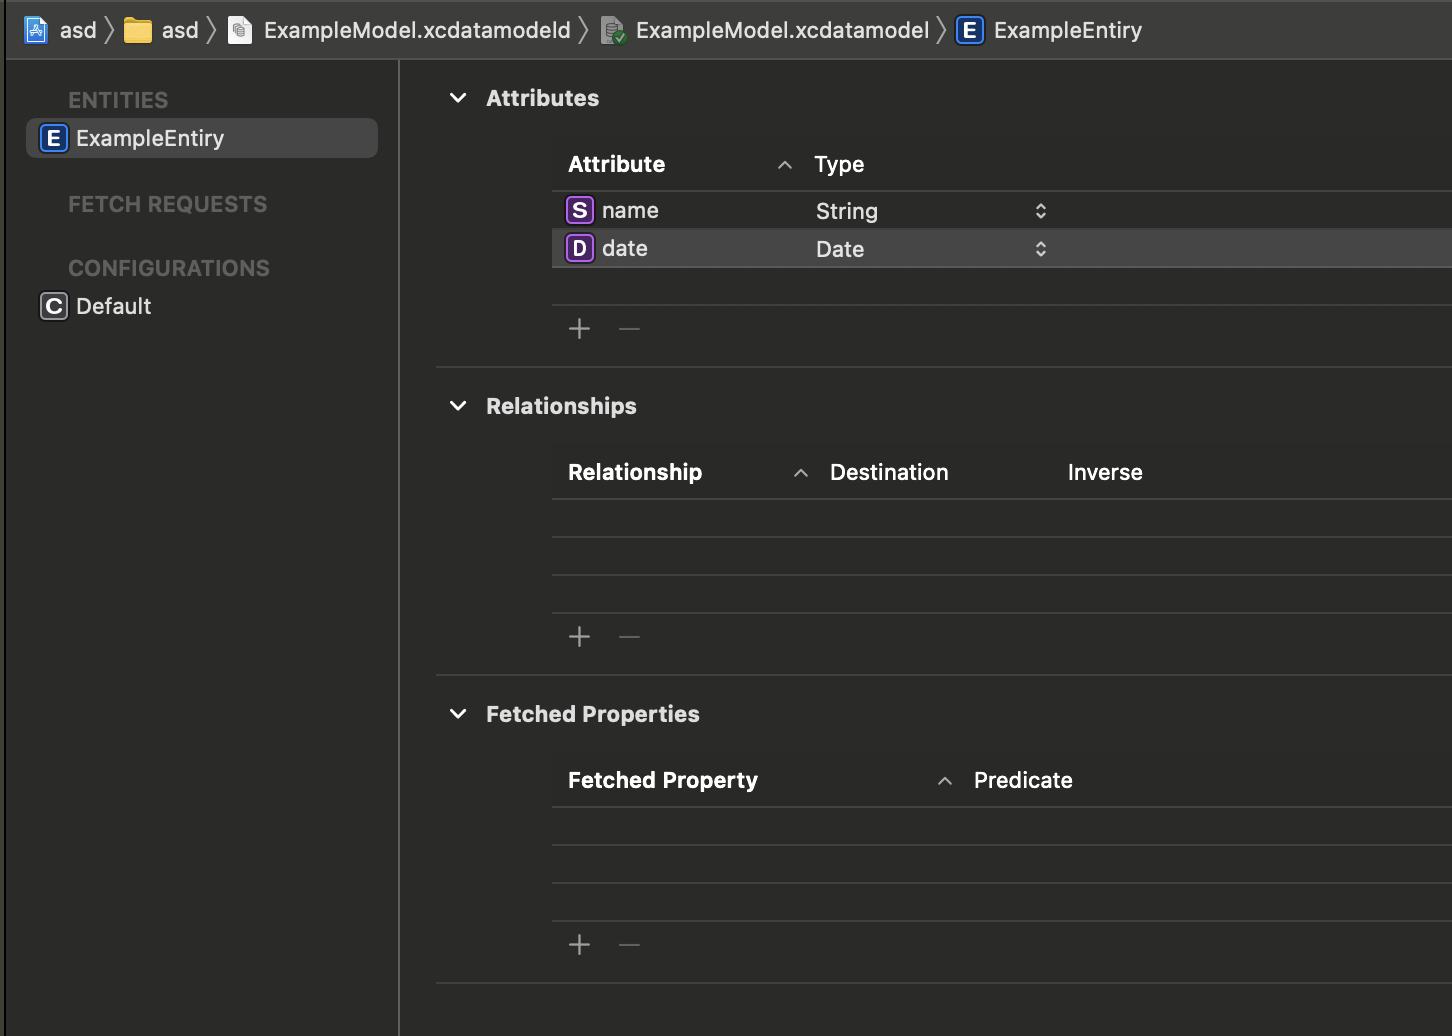 asd asd ExampleModel.xcdatamodeld ExampleModel.xcdatamodel E ExampleEntiry
ENTITIES
E ExampleEntiry
FETCH REQUESTS
CONFIGURATIONS
C Default
Attributes
Attribute Type
S name String
D date Date
Relationships
Relationship Destination Inverse
Fetched Properties
Fetched Property Predicate